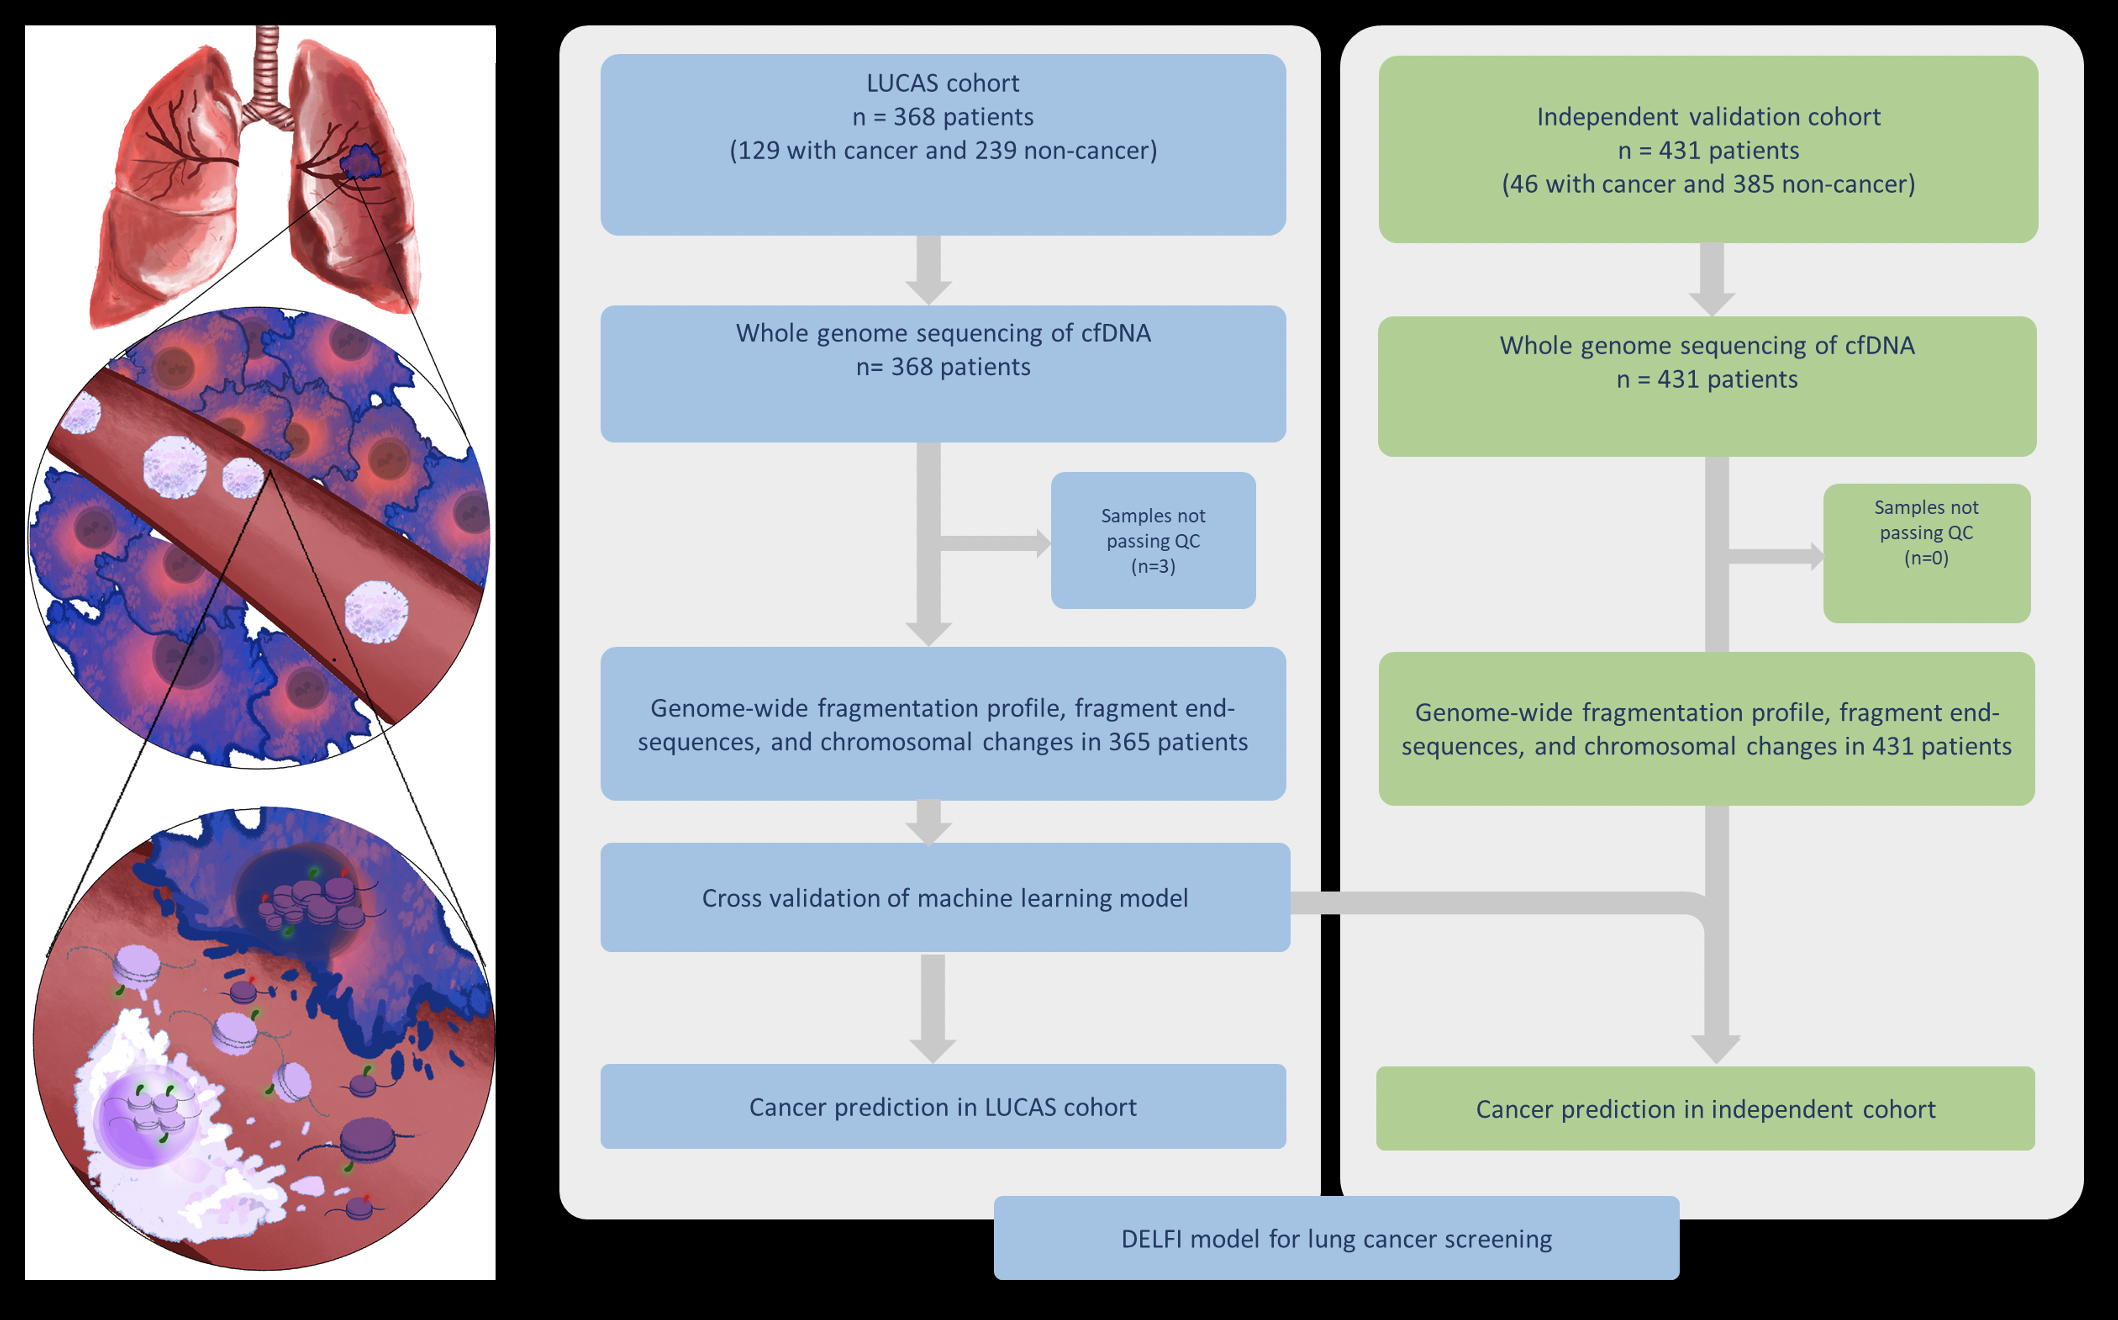 LUCAS cohort
n = 368 patients
(129 with cancer and 239 non-cancer)
Whole genome sequencing of cfDNA
n= 368 patients
Samples not
passing QC
(n=3)
Genome-wide fragmentation profile, fragment end-
sequences, and chromosomal changes in 365 patients
Cross validation of machine learning model
Cancer prediction in LUCAS cohort
Independent validation cohort
n = 431 patients
(46 with cancer and 385 non-cancer)
Whole genome sequencing of cfDNA
n = 431 patients
Samples not
passing QC
(n=0)
Genome-wide fragmentation profile, fragment end-
sequences, and chromosomal changes in 431 patients
Cancer prediction in independent cohort
DELFI model for lung cancer screening